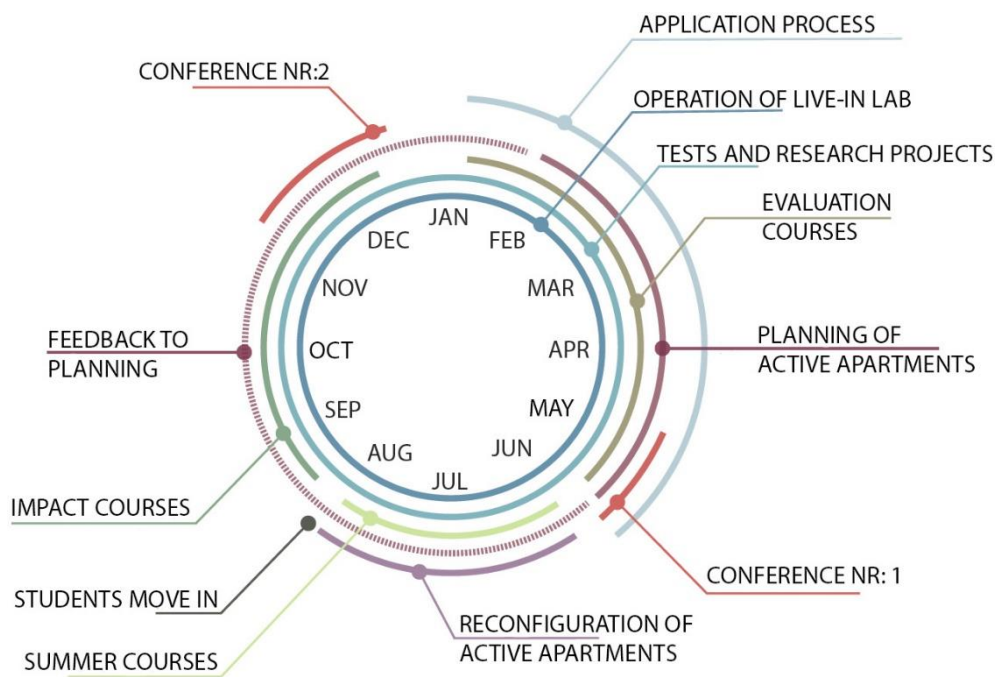 APPLICATION PROCESS
CONFERENCE NR:2
OPERATION OF LIVE-IN LAB
TESTS AND RESEARCH PROJECTS
EVALUATION
COURSES
JAN
FEB
MAR
APR
MAY
JUN
JUL
AUG
SEP
OCT
NOV
DEC
FEEDBACK TO
PLANNING
PLANNING OF
ACTIVE APARTMENTS
IMPACT COURSES
STUDENTS MOVE IN
SUMMER COURSES
RECONFIGURATION OF
ACTIVE APARTMENTS
CONFERENCE NR: 1